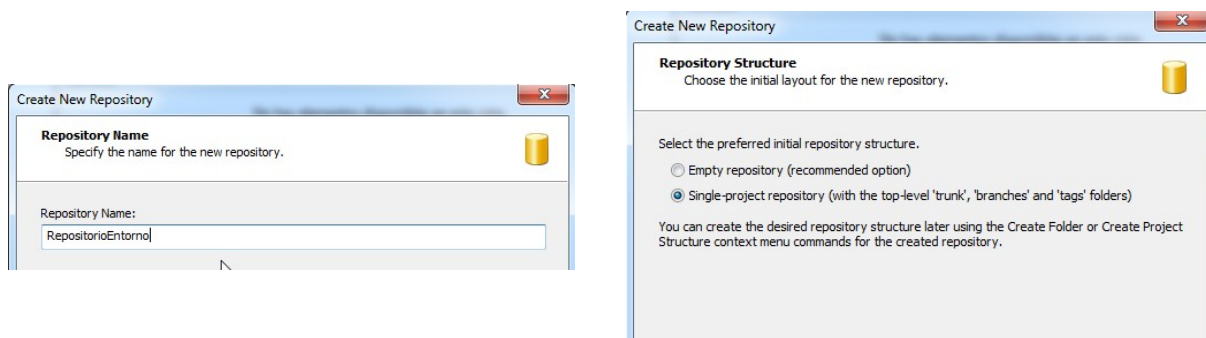 Create New Repository
Repository Name
Specify the name for the new repository.
Repository Name:
RepositorioEntorno
Create New Repository
Repository Structure
Choose the initial layout for the new repository.
Select the preferred initial repository structure.
Empty repository (recommended option)
Single-project repository (with the top-level 'trunk', 'branches' and 'tags' folders)
You can create the desired repository structure later using the Create Folder or Create Project
Structure context menu commands for the created repository.